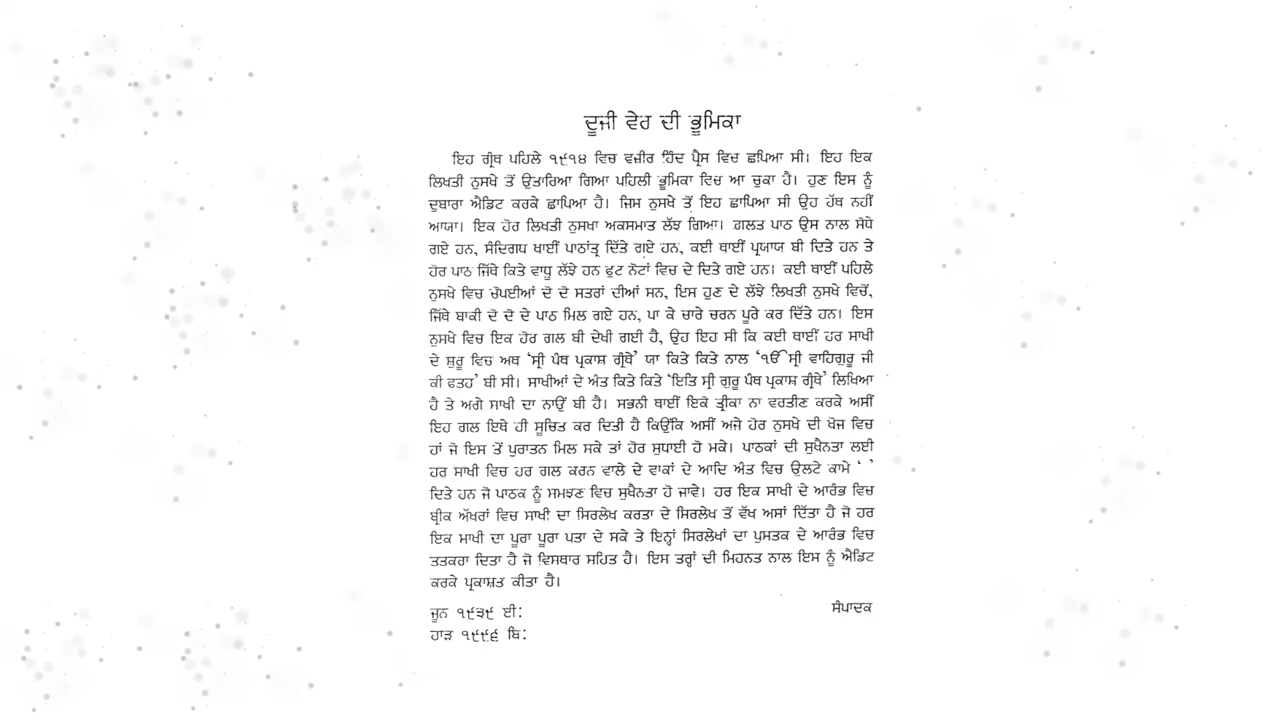 ਦੂਜੀ ਵੇਰ ਦੀ ਭੂਮਿਕਾ
ਇਹ ਗ੍ਰੰਥ ਪਹਿਲੇ ੧੯੧੪ ਵਿਚ ਵਜ਼ੀਰ ਹਿੰਦ ਪ੍ਰੈਸ ਵਿਚ ਛਪਿਆ ਸੀ। ਇਹ ਇਕ
ਲਿਖਤੀ ਨੁਸਖੇ ਤੋਂ ਉਤਾਰਿਆ ਗਿਆ ਪਹਿਲੀ ਭੂਮਿਕਾ ਵਿਚ ਆ ਚੁਕਾ ਹੈ। ਹੁਣ ਇਸ ਨੂੰ
ਦੁਬਾਰਾ ਐਡਿਟ ਕਰਕੇ ਛਾਪਿਆ ਹੈ। ਜਿਸ ਨੁਸਖੇ ਤੋਂ ਇਹ ਛਾਪਿਆ ਸੀ ਉਹ ਹੱਥ ਨਹੀਂ
ਆਯਾ। ਇਕ ਹੋਰ ਲਿਖਤੀ ਨੁਸਖਾ ਅਕਸਮਾਤ ਲੱਝ ਗਿਆ। ਗ਼ਲਤ ਪਾਠ ਉਸ ਨਾਲ ਸੋਧੇ
ਗਏ ਹਨ, ਸੰਦਿਗਧ ਥਾਈਂ ਪਾਠਾਂਤ੍ਰ ਦਿੱਤੇ ਗਏ ਹਨ, ਕਈ ਥਾਈਂ ਪ੍ਰਯਾਯ ਬੀ ਦਿਤੇ ਹਨ ਤੇ
ਹੋਰ ਪਾਠ ਜਿੱਥੇ ਕਿਤੇ ਵਾਧੂ ਲੱਝੇ ਹਨ ਫੁਟ ਨੋਟਾਂ ਵਿਚ ਦੇ ਦਿਤੇ ਗਏ ਹਨ। ਕਈ ਥਾਈਂ ਪਹਿਲੇ
ਨੁਸਖੇ ਵਿਚ ਚੌਪਈਆਂ ਦੋ ਦੋ ਸਤਰਾਂ ਦੀਆਂ ਸਨ, ਇਸ ਹੁਣ ਦੇ ਲੱਝੇ ਲਿਖਤੀ ਨੁਸਖੇ ਵਿਚੋਂ,
ਜਿੱਥੇ ਬਾਕੀ ਦੋ ਦੋ ਦੇ ਪਾਠ ਮਿਲ ਗਏ ਹਨ, ਪਾ ਕੇ ਚਾਰੇ ਚਰਨ ਪੂਰੇ ਕਰ ਦਿੱਤੇ ਹਨ। ਇਸ
ਨੁਸਖੇ ਵਿਚ ਇਕ ਹੋਰ ਗਲ ਬੀ ਦੇਖੀ ਗਈ ਹੈ, ਉਹ ਇਹ ਸੀ ਕਿ ਕਈ ਥਾਈਂ ਹਰ ਸਾਖੀ
ਦੇ ਸ਼ੁਰੂ ਵਿਚ ਅਥ ‘ਸ੍ਰੀ ਪੰਥ ਪ੍ਰਕਾਸ਼ ਗ੍ਰੰਥੇ’ ਯਾ ਕਿਤੇ ਕਿਤੇ ਨਾਲ ‘ੴ ਸ੍ਰੀ ਵਾਹਿਗੁਰੂ ਜੀ
ਕੀ ਫਤਹ’ ਬੀ ਸੀ। ਸਾਖੀਆਂ ਦੇ ਅੰਤ ਕਿਤੇ ਕਿਤੇ ‘ਇਤਿ ਸ੍ਰੀ ਗੁਰੂ ਪੰਥ ਪ੍ਰਕਾਸ਼ ਗ੍ਰੰਥੇ’ ਲਿਖਿਆ
ਹੈ ਤੇ ਅਗੇ ਸਾਖੀ ਦਾ ਨਾਉਂ ਬੀ ਹੈ। ਸਭਨੀ ਥਾਈਂ ਇਕੋ ਤ੍ਰੀਕਾ ਨਾ ਵਰਤੀਣ ਕਰਕੇ ਅਸੀਂ
ਇਹ ਗਲ ਇਥੇ ਹੀ ਸੂਚਿਤ ਕਰ ਦਿਤੀ ਹੈ ਕਿਉਂਕਿ ਅਸੀਂ ਅਜੇ ਹੋਰ ਨੁਸਖੇ ਦੀ ਖੋਜ ਵਿਚ
ਹਾਂ ਜੋ ਇਸ ਤੋਂ ਪੁਰਾਤਨ ਮਿਲ ਸਕੇ ਤਾਂ ਹੋਰ ਸੁਧਾਈ ਹੋ ਸਕੇ। ਪਾਠਕਾਂ ਦੀ ਸੁਖੈਨਤਾ ਲਈ
ਹਰ ਸਾਖੀ ਵਿਚ ਹਰ ਗਲ ਕਰਨ ਵਾਲੇ ਦੇ ਵਾਕਾਂ ਦੇ ਆਦਿ ਅੰਤ ਵਿਚ ਉਲਟੇ ਕਾਮੇ ‘ ’
ਦਿਤੇ ਹਨ ਜੋ ਪਾਠਕ ਨੂੰ ਸਮਝਣ ਵਿਚ ਸੁਖੈਨਤਾ ਹੋ ਜਾਵੇ। ਹਰ ਇਕ ਸਾਖੀ ਦੇ ਆਰੰਭ ਵਿਚ
ਬ੍ਰੀਕ ਅੱਖਰਾਂ ਵਿਚ ਸਾਖੀ ਦਾ ਸਿਰਲੇਖ ਕਰਤਾ ਦੇ ਸਿਰਲੇਖ ਤੋਂ ਵੱਖ ਅਸਾਂ ਦਿੱਤਾ ਹੈ ਜੋ ਹਰ
ਇਕ ਸਾਖੀ ਦਾ ਪੂਰਾ ਪੂਰਾ ਪਤਾ ਦੇ ਸਕੇ ਤੇ ਇਨ੍ਹਾਂ ਸਿਰਲੇਖਾਂ ਦਾ ਪੁਸਤਕ ਦੇ ਆਰੰਭ ਵਿਚ
ਤਤਕਰਾ ਦਿਤਾ ਹੈ ਜੋ ਵਿਸਥਾਰ ਸਹਿਤ ਹੈ। ਇਸ ਤਰ੍ਹਾਂ ਦੀ ਮਿਹਨਤ ਨਾਲ ਇਸ ਨੂੰ ਐਡਿਟ
ਕਰਕੇ ਪ੍ਰਕਾਸ਼ਤ ਕੀਤਾ ਹੈ।
ਜੂਨ ੧੯੩੯ ਈ: ਸੰਪਾਦਕ
ਹਾੜ ੧੯੯੬ ਬਿ: